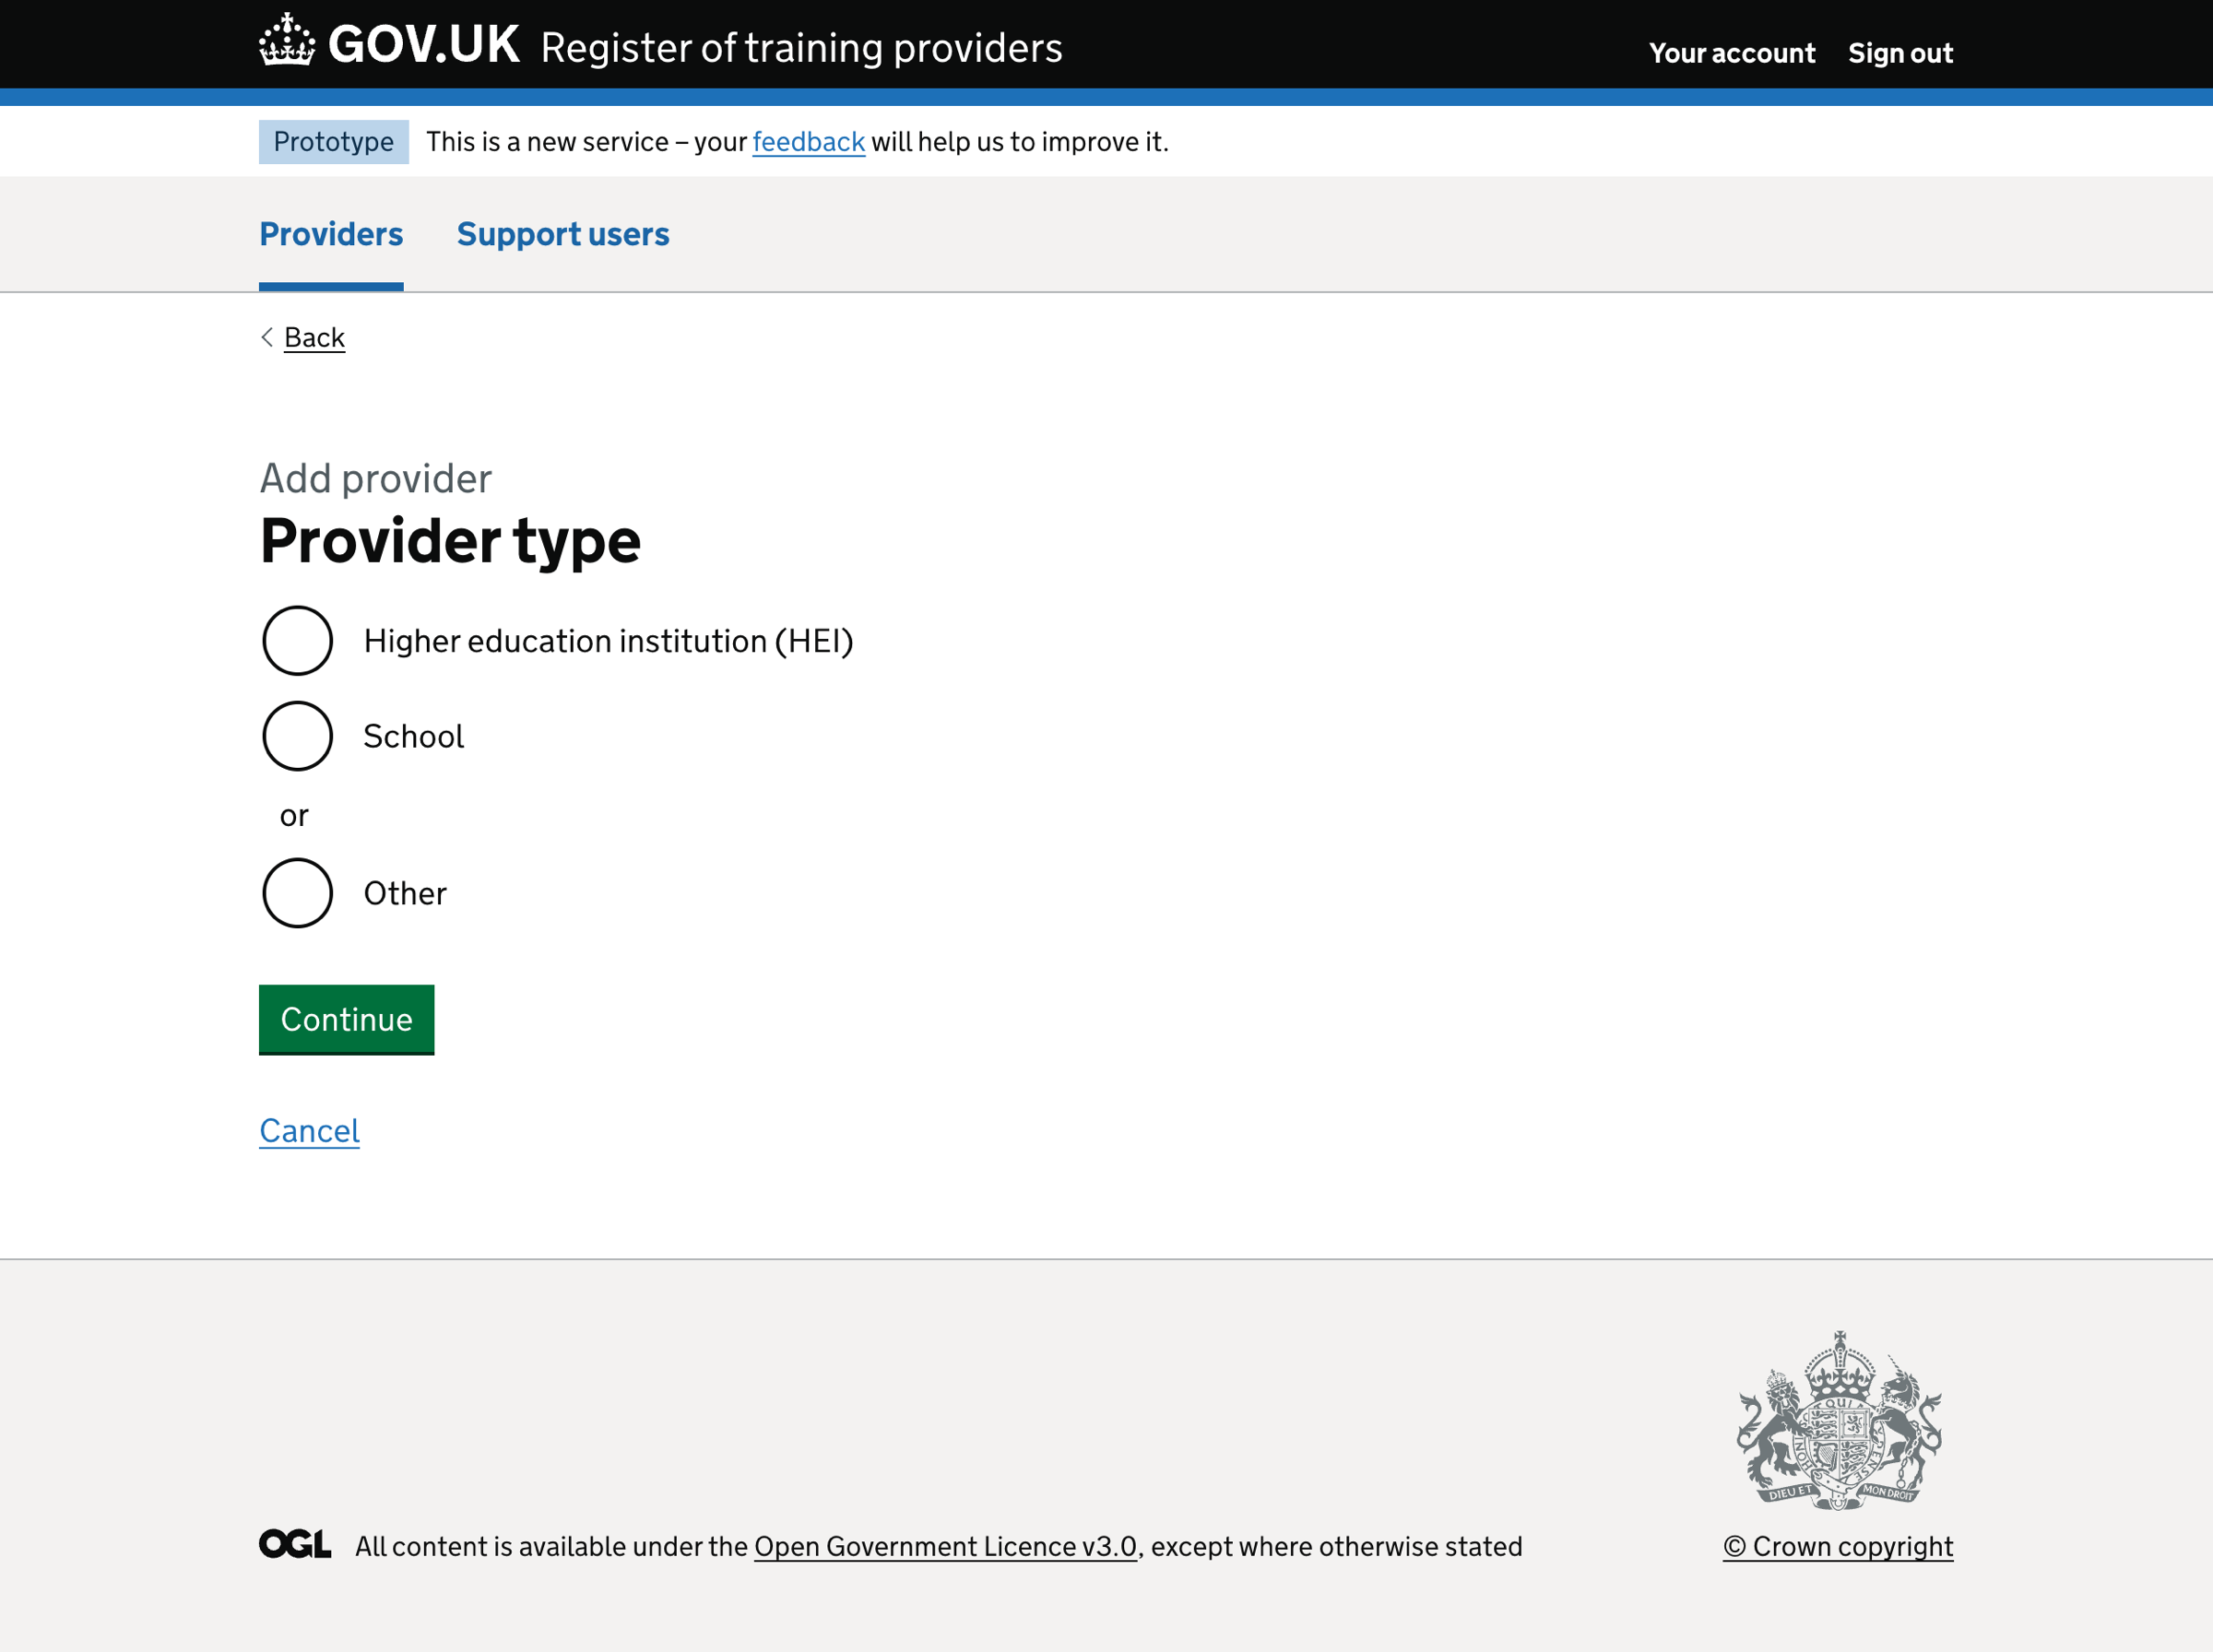 GOV.UK Register of training providers
Your account Sign out
Prototype This is a new service – your feedback will help us to improve it.
Providers Support users
Back
Add provider
Provider type
Higher education institution (HEI)
School
or
Other
Continue
Cancel
DIEU ET MON DROIT
OGL All content is available under the Open Government Licence v3.0, except where otherwise stated
© Crown copyright